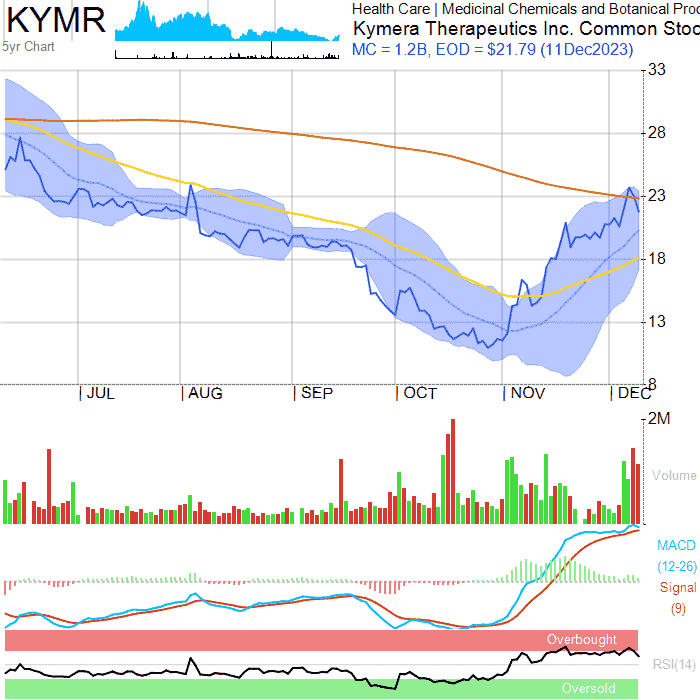 KYMR
5yr Chart
Health Care | Medicinal Chemicals and Botanical Prod
Kymera Therapeutics Inc. Common Stoc
MC = 1.2B, EOD = $21.79 (11Dec2023)
33
28
23
18
13
8
JUL AUG SEP OCT NOV DEC
2M
Volume
MACD
(12-26)
Signal
(9)
Overbought
RSI(14)
Oversold